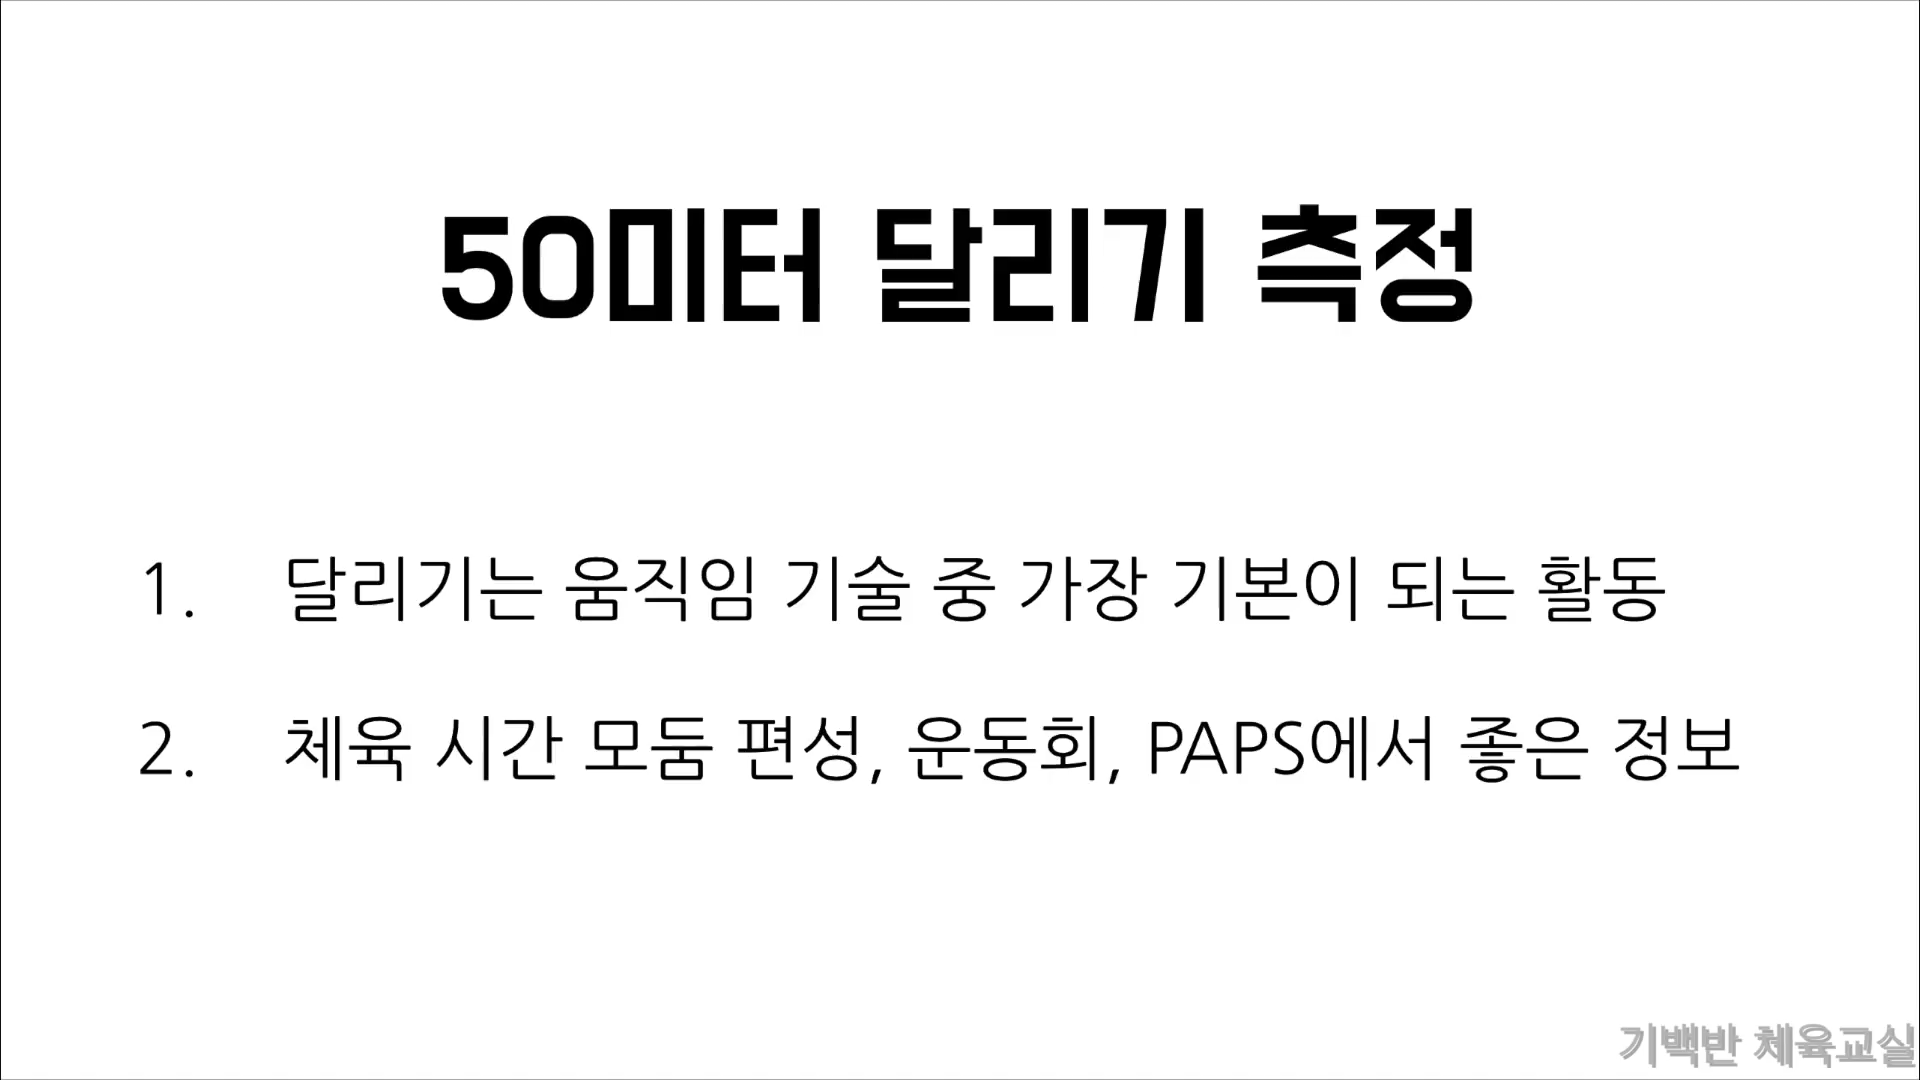 50미터 달리기 측정
1. 달리기는 움직임 기술 중 가장 기본이 되는 활동
2. 체육 시간 모둠 편성, 운동회, PAPS에서 좋은 정보
기백반 체육교실